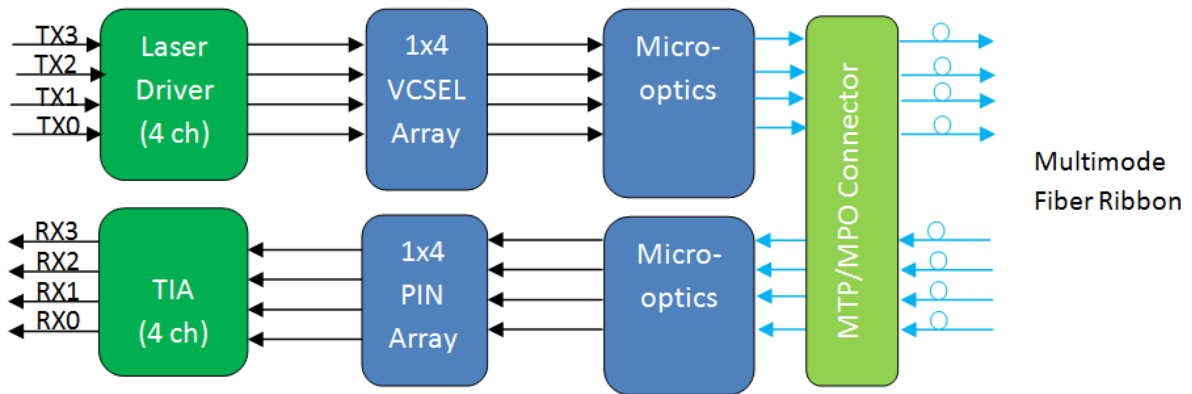 TX3
TX2
TX1
TX0
Laser
Driver
(4 ch)
1x4
VCSEL
Array
Micro-
optics
MTP/MPO Connector
Multimode
Fiber Ribbon
RX3
RX2
RX1
RX0
TIA
(4 ch)
1x4
PIN
Array
Micro-
optics